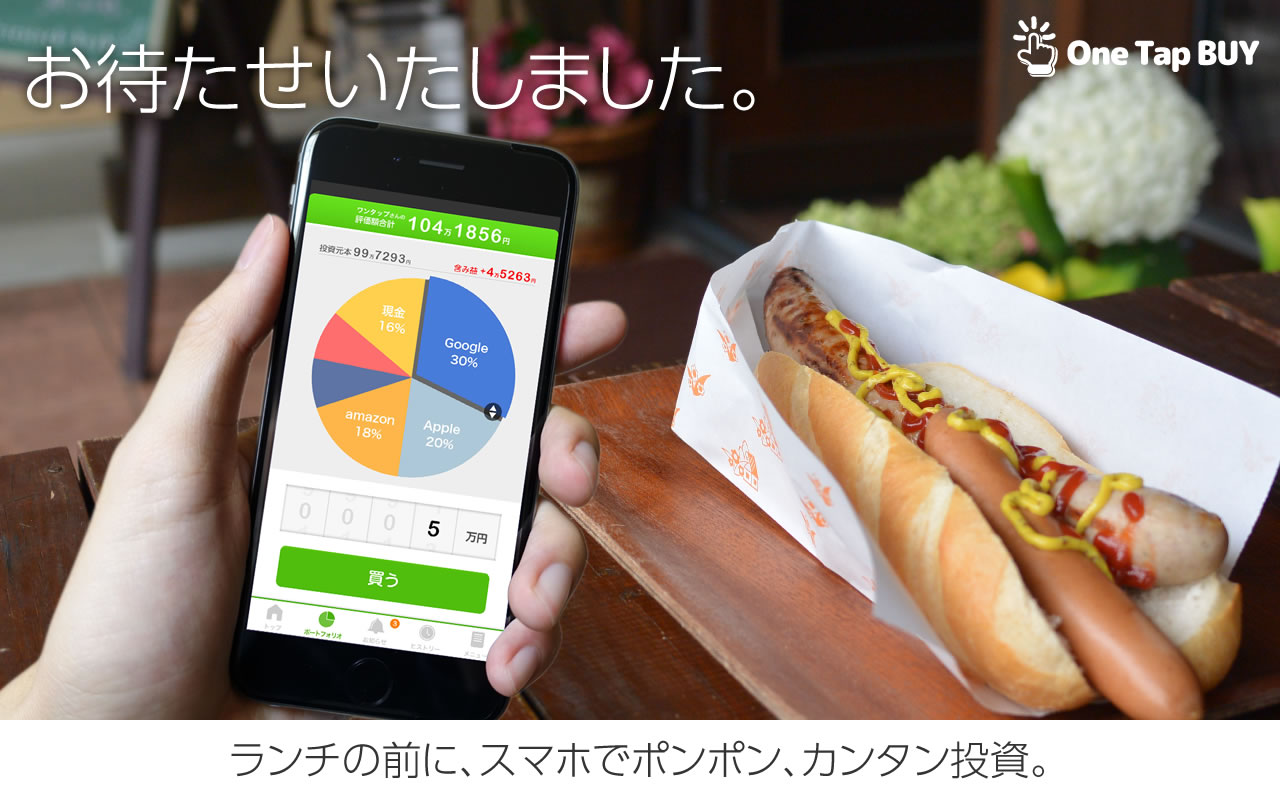 お待たせいたしました。
One Tap BUY
ワンタップさんの
評価額合計 104万1856円
投資元本 99万7293円
含み益 +4万5263円
現金
16%
Google
30%
amazon
18%
Apple
20%
0 0 0 5 万円
買う
5
トップ ポートフォリオ お知らせ ヒストリー メニュー
ランチの前に、スマホでポンポン、カンタン投資。